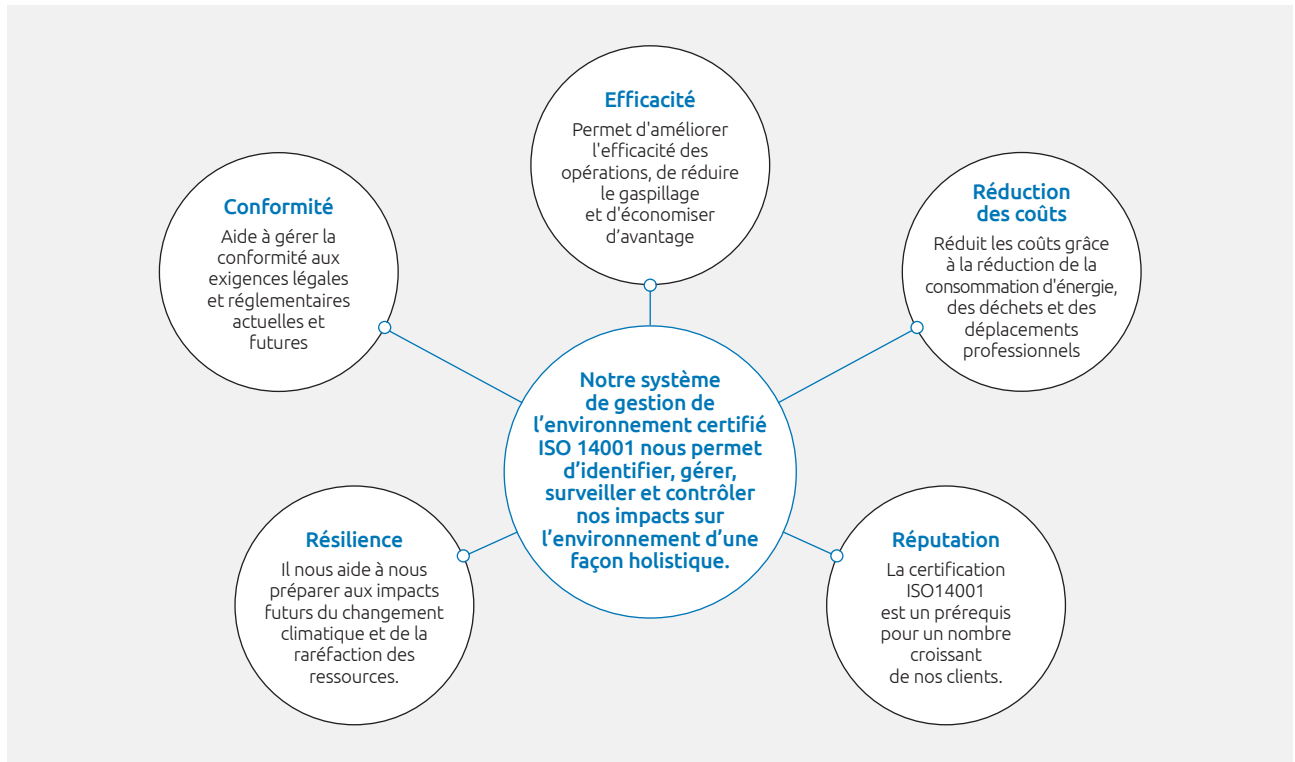 Efficacité
Permet d'améliorer
l'efficacité des
opérations, de réduire
le gaspillage
et d'économiser
d’avantage
Conformité
Aide à gérer la
conformité aux
exigences légales
et réglementaires
actuelles et
futures
Réduction
des coûts
Réduit les coûts grâce
à la réduction de la
consommation d'énergie,
des déchets et des
déplacements
professionnels
Notre système
de gestion de
l’environnement certifié
ISO 14001 nous permet
d’identifier, gérer,
surveiller et contrôler
nos impacts sur
l’environnement d’une
façon holistique.
Résilience
Il nous aide à nous
préparer aux impacts
futurs du changement
climatique et de la
raréfaction des
ressources.
Réputation
La certification
ISO14001
est un prérequis
pour un nombre
croissant
de nos clients.